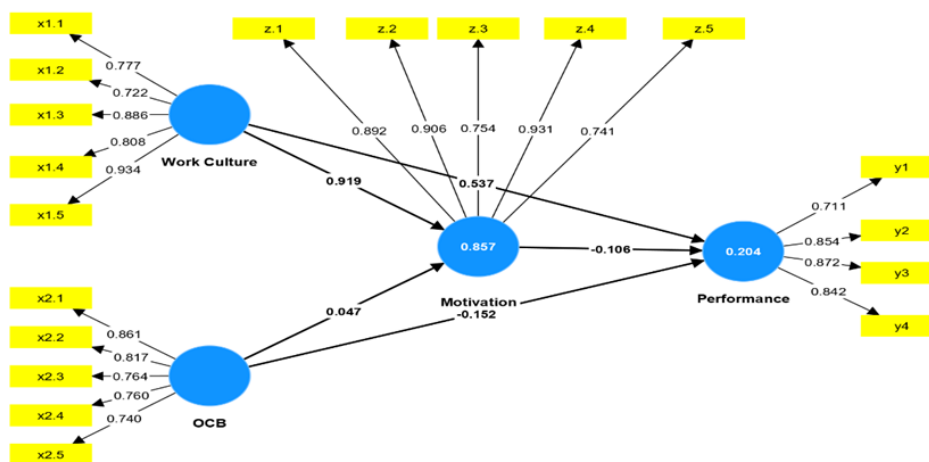 x1.1
x1.2
x1.3
x1.4
x1.5
0.777
0.722
0.886
0.808
0.934
Work Culture
z.1
z.2
z.3
z.4
z.5
0.892
0.906
0.754
0.931
0.741
0.919
0.537
0.857
Motivation
-0.106
0.204
Performance
0.711
0.854
0.872
0.842
y1
y2
y3
y4
0.047
-0.152
x2.1
x2.2
x2.3
x2.4
x2.5
0.861
0.817
0.764
0.760
0.740
OCB